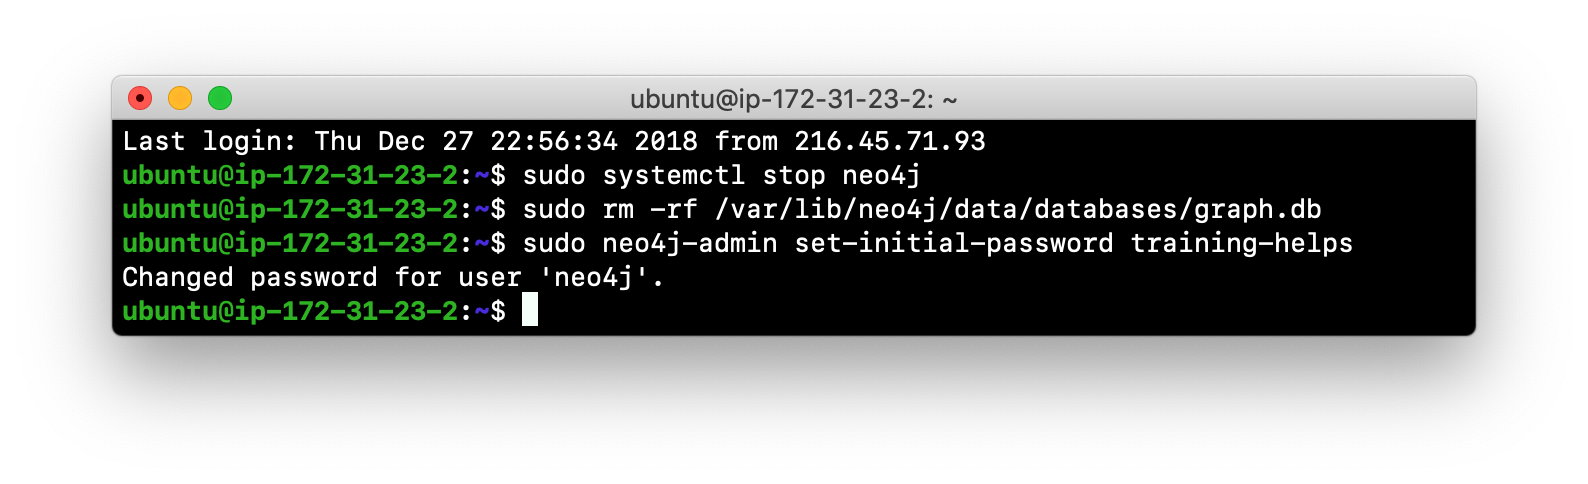 ubuntu@ip-172-31-23-2: ~
Last login: Thu Dec 27 22:56:34 2018 from 216.45.71.93
ubuntu@ip-172-31-23-2:~$ sudo systemctl stop neo4j
ubuntu@ip-172-31-23-2:~$ sudo rm -rf /var/lib/neo4j/data/databases/graph.db
ubuntu@ip-172-31-23-2:~$ sudo neo4j-admin set-initial-password training-helps
Changed password for user 'neo4j'.
ubuntu@ip-172-31-23-2:~$